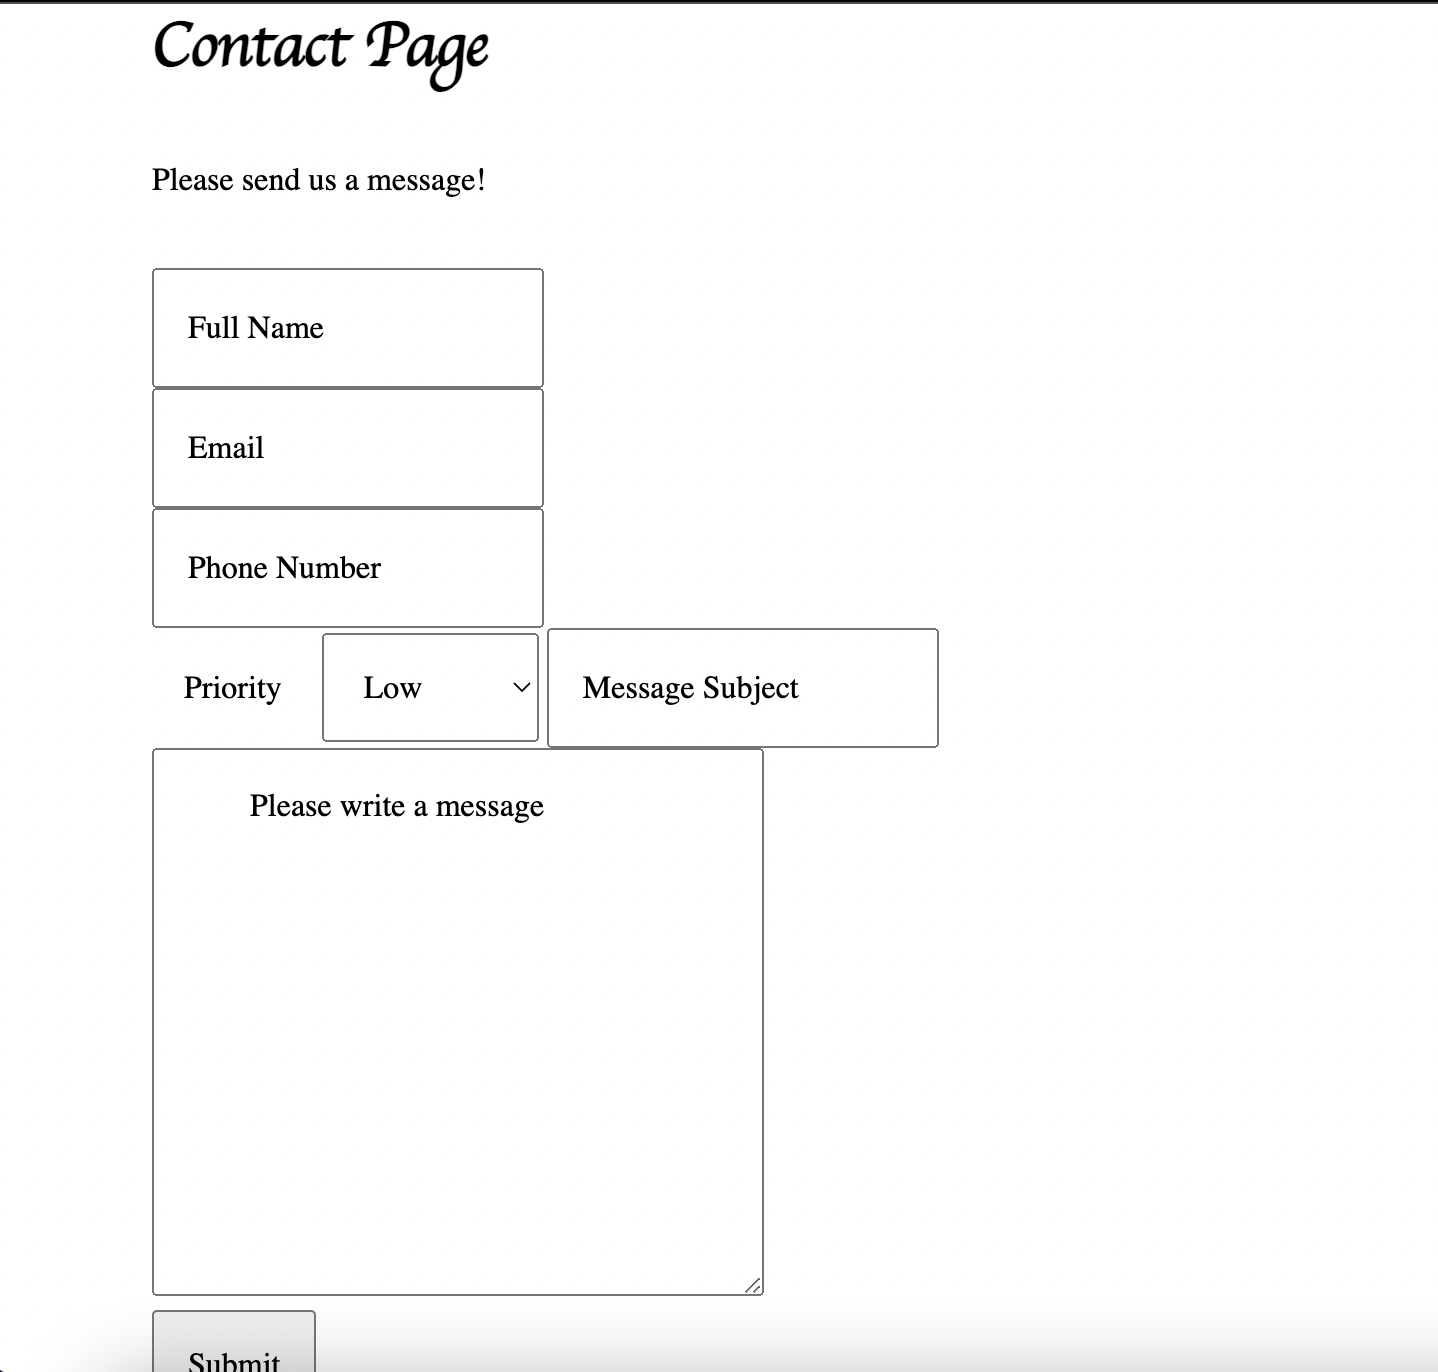 Contact Page
Please send us a message!
Full Name
Email
Phone Number
Priority Low Message Subject
Please write a message
Submit